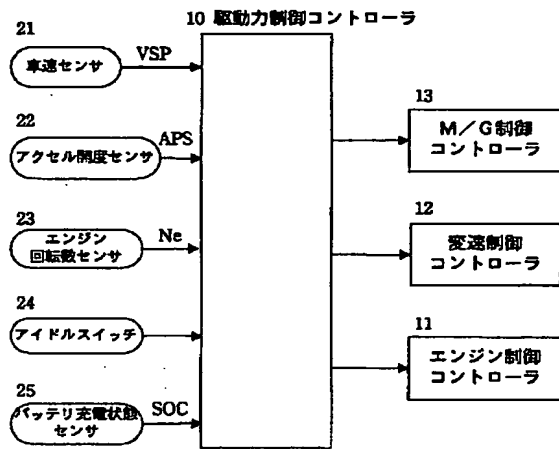 10 駆動力制御コントローラ
21
車速センサ
VSP
22
アクセル開度センサ
APS
23
エンジン
回転数センサ
Ne
24
アイドルスイッチ
25
バッテリ充電状態
センサ
SOC
13
M/G制御
コントローラ
12
変速制御
コントローラ
11
エンジン制御
コントローラ